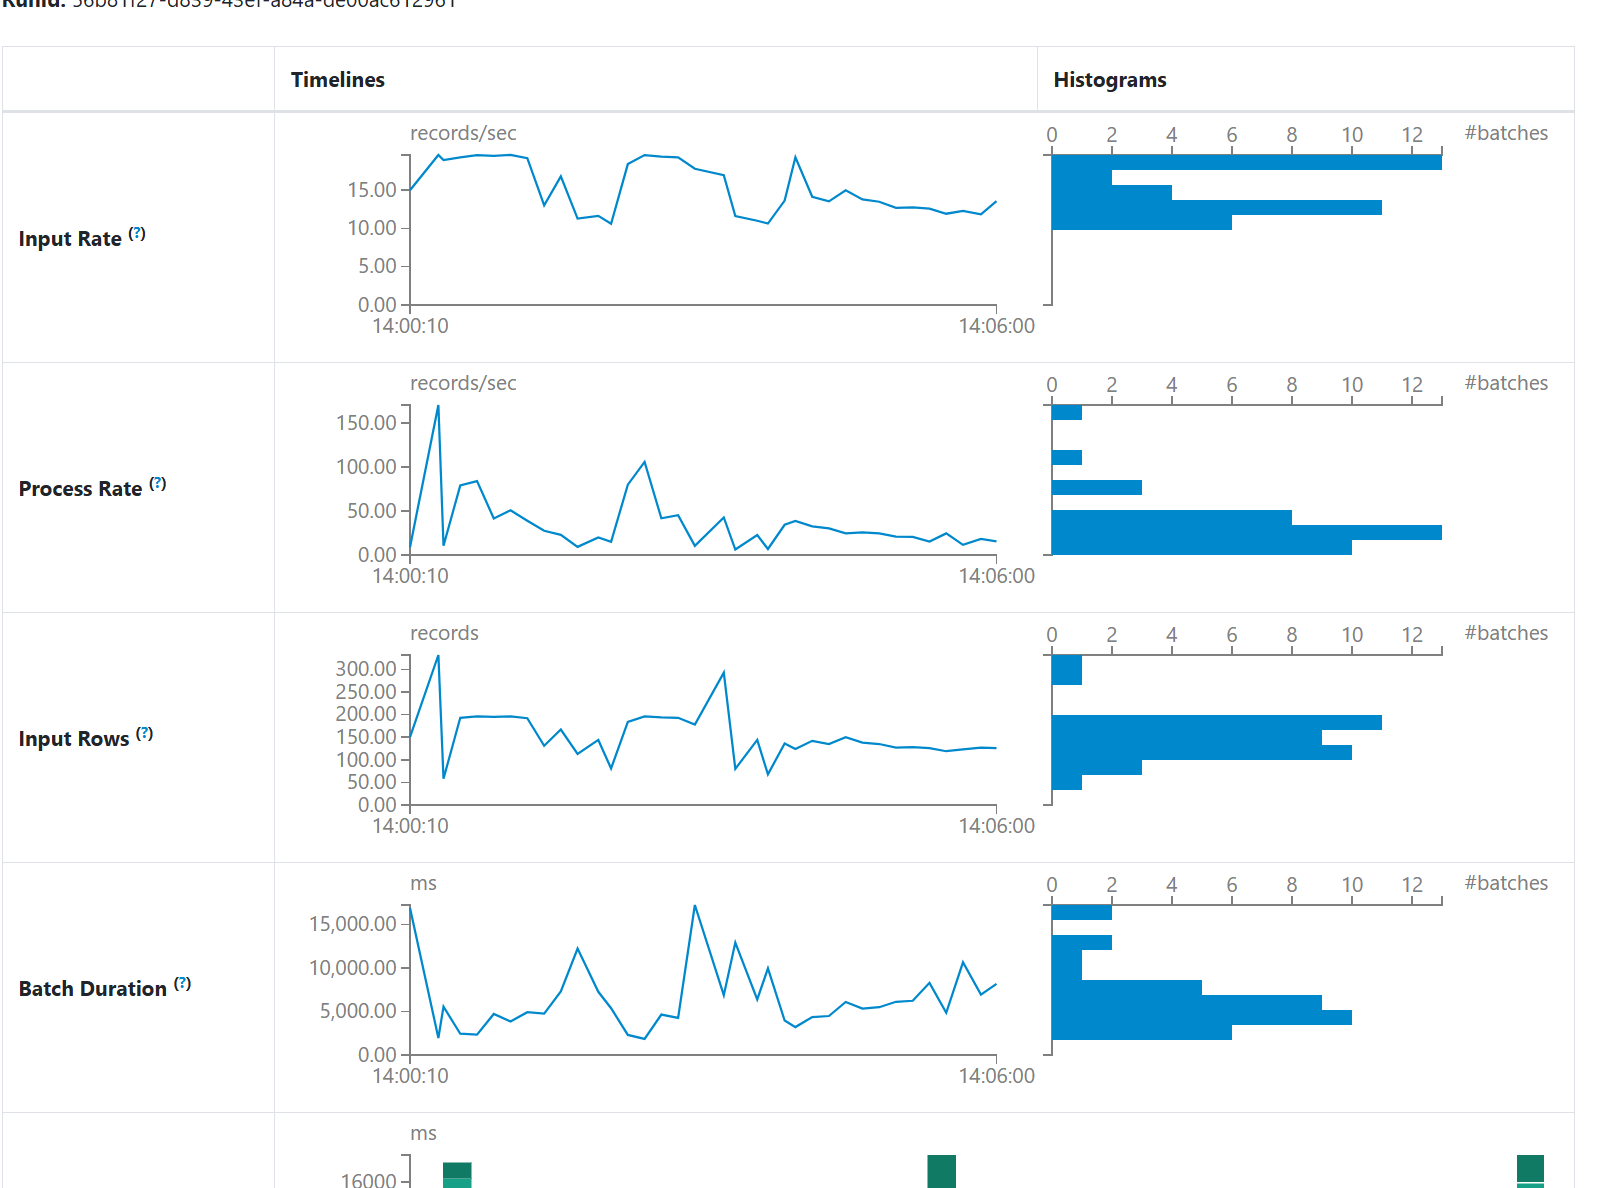 RunId:
Timelines Histograms
records/sec 0 2 4 6 8 10 12 #batches
15.00
10.00
5.00
0.00
14:00:10 14:06:00
Input Rate (?)
records/sec 0 2 4 6 8 10 12 #batches
150.00
100.00
50.00
0.00
14:00:10 14:06:00
Process Rate (?)
records 0 2 4 6 8 10 12 #batches
300.00
250.00
200.00
150.00
100.00
50.00
0.00
14:00:10 14:06:00
Input Rows (?)
ms 0 2 4 6 8 10 12 #batches
15,000.00
10,000.00
5,000.00
0.00
14:00:10 14:06:00
Batch Duration (?)
ms
16000